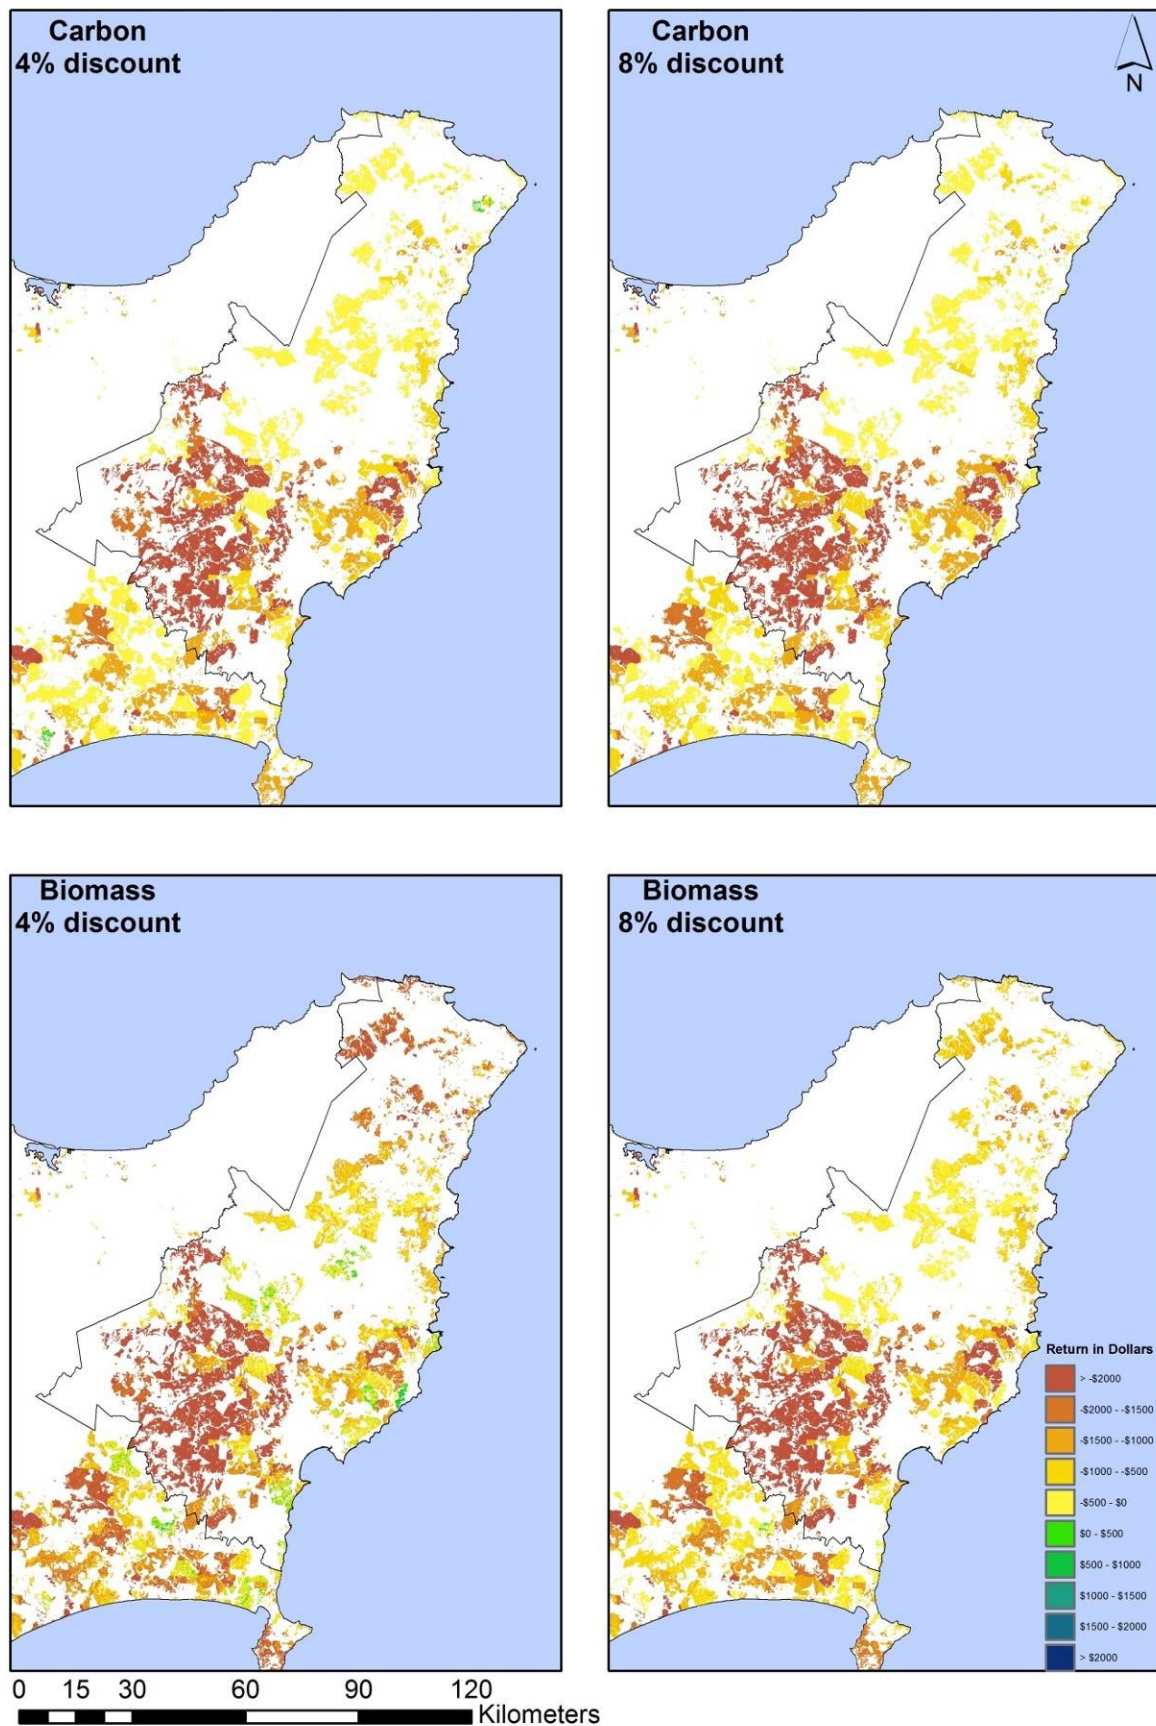 Carbon
4% discount
Carbon
8% discount
N
Biomass
4% discount
Biomass
8% discount
Return in Dollars
> -$2000
-$2000 - -$1500
-$1500 - -$1000
-$1000 - -$500
-$500 - $0
$0 - $500
$500 - $1000
$1000 - $1500
$1500 - $2000
> $2000
0 15 30 60 90 120
Kilometers